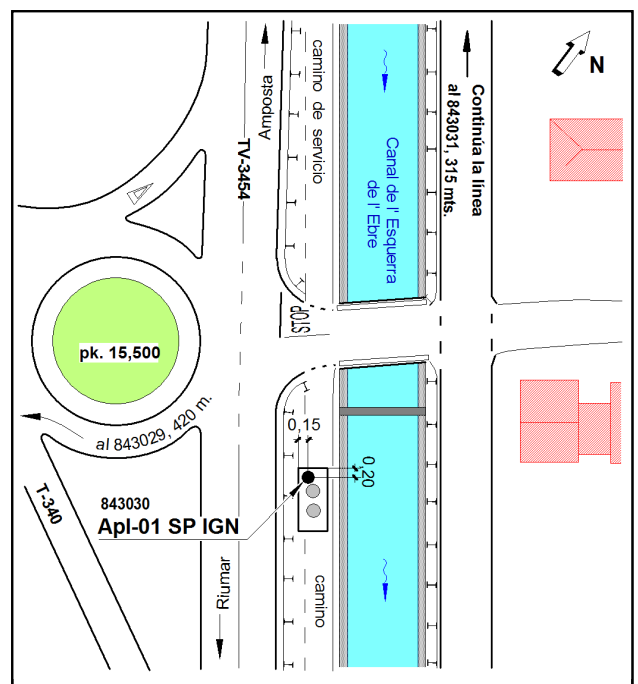 Amposta
camino de servicio
TV-3454
Canal de l' Esquerra
de l' Ebre
Continúa la línea
al 843031, 315 mts.
N
STOP
pk. 15,500
al 843029, 420 m.
0,15
0,20
T-340
843030
Apl-01 SP IGN
Riumar
camino